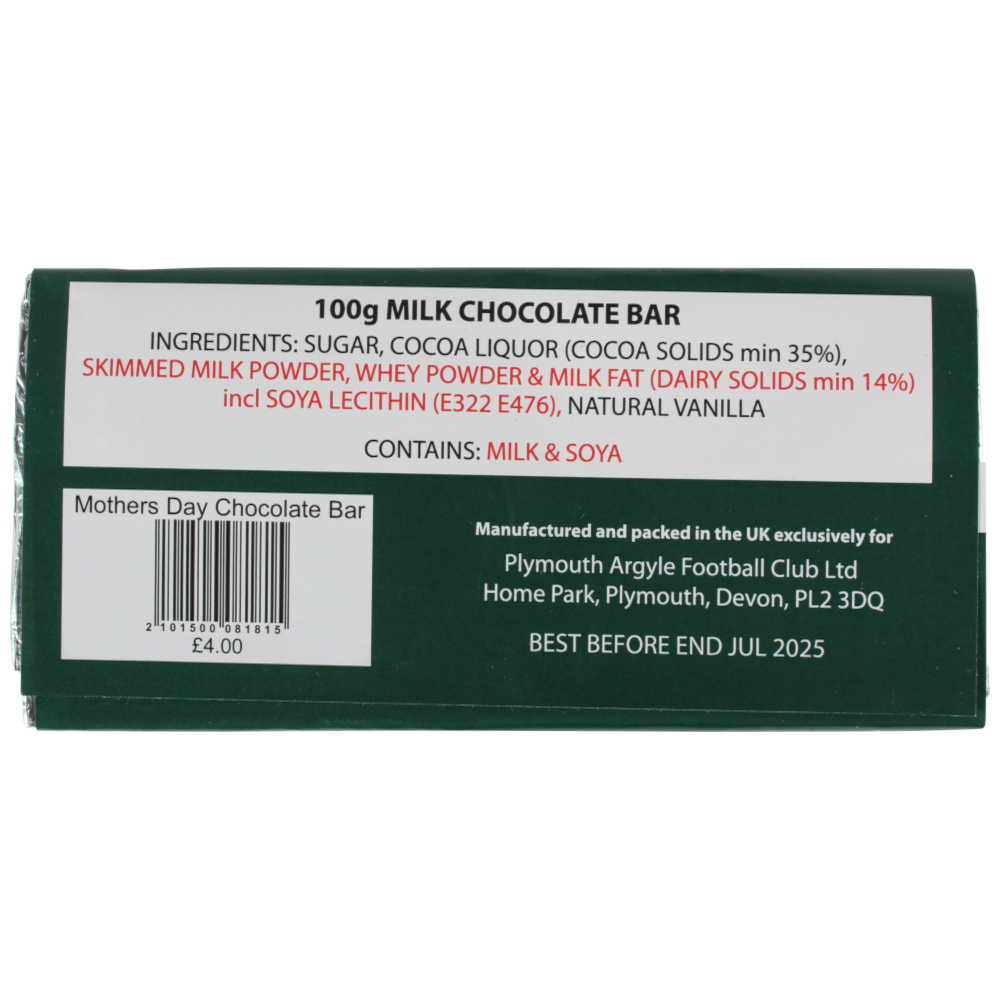 100g MILK CHOCOLATE BAR
INGREDIENTS: SUGAR, COCOA LIQUOR (COCOA SOLIDS min 35%),
SKIMMED MILK POWDER, WHEY POWDER & MILK FAT (DAIRY SOLIDS min 14%)
incl SOYA LECITHIN (E322 E476), NATURAL VANILLA
CONTAINS: MILK & SOYA
Mothers Day Chocolate Bar
2 101500 081815
£4.00
Manufactured and packed in the UK exclusively for
Plymouth Argyle Football Club Ltd
Home Park, Plymouth, Devon, PL2 3DQ
BEST BEFORE END JUL 2025